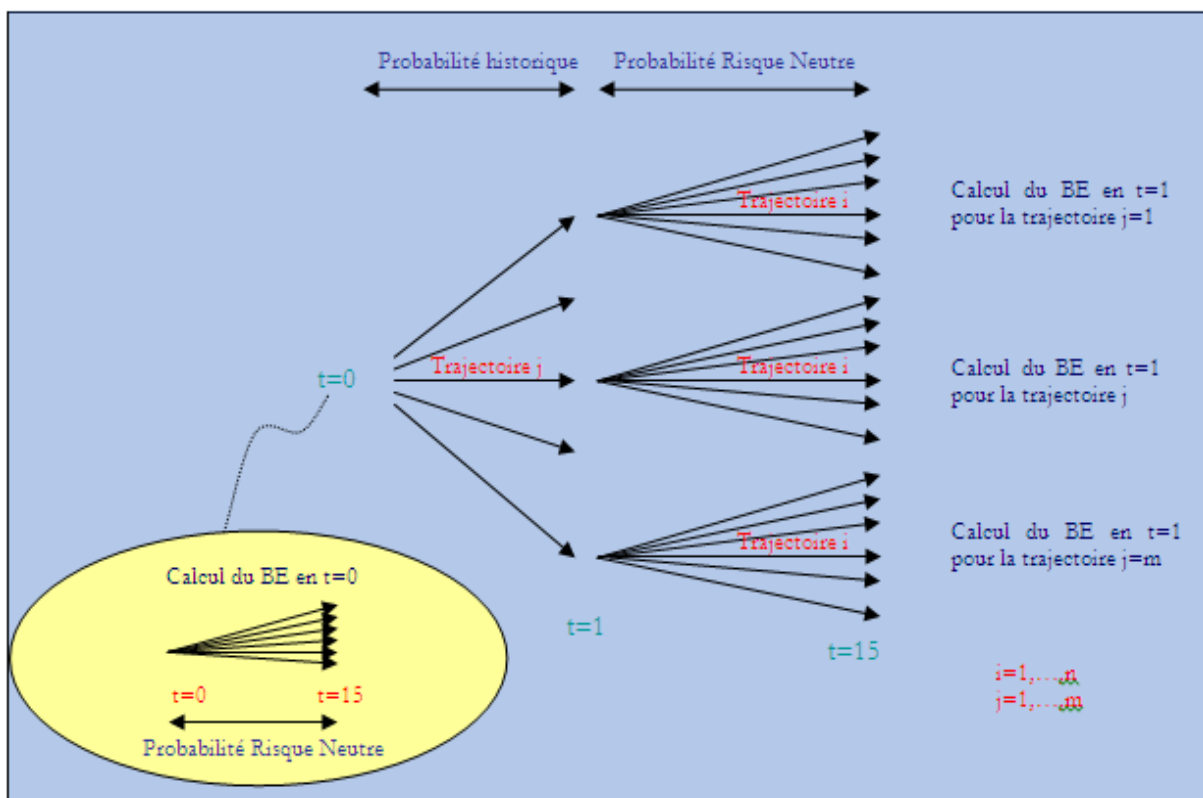 Probabilité historique
Probabilité Risque Neutre
Trajectoire i
Calcul du BE en t=1
pour la trajectoire j=1
t=0
Trajectoire j
Trajectoire i
Calcul du BE en t=1
pour la trajectoire j
Trajectoire i
Calcul du BE en t=1
pour la trajectoire j=m
Calcul du BE en t=0
t=0
t=15
Probabilité Risque Neutre
t=1
t=15
i=1,…,n
j=1,…,m